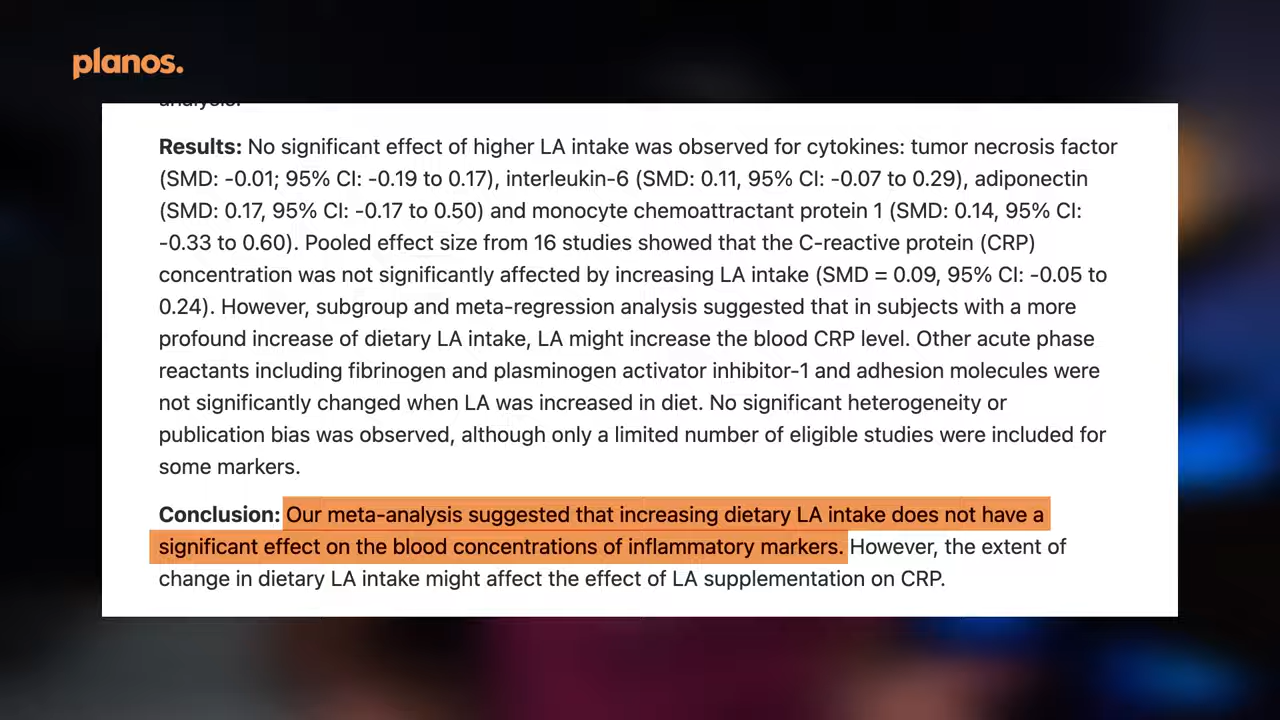 planos.
analysis.
Results: No significant effect of higher LA intake was observed for cytokines: tumor necrosis factor
(SMD: -0.01; 95% CI: -0.19 to 0.17), interleukin-6 (SMD: 0.11, 95% CI: -0.07 to 0.29), adiponectin
(SMD: 0.17, 95% CI: -0.17 to 0.50) and monocyte chemoattractant protein 1 (SMD: 0.14, 95% CI:
-0.33 to 0.60). Pooled effect size from 16 studies showed that the C-reactive protein (CRP)
concentration was not significantly affected by increasing LA intake (SMD = 0.09, 95% CI: -0.05 to
0.24). However, subgroup and meta-regression analysis suggested that in subjects with a more
profound increase of dietary LA intake, LA might increase the blood CRP level. Other acute phase
reactants including fibrinogen and plasminogen activator inhibitor-1 and adhesion molecules were
not significantly changed when LA was increased in diet. No significant heterogeneity or
publication bias was observed, although only a limited number of eligible studies were included for
some markers.
Conclusion: Our meta-analysis suggested that increasing dietary LA intake does not have a
significant effect on the blood concentrations of inflammatory markers. However, the extent of
change in dietary LA intake might affect the effect of LA supplementation on CRP.